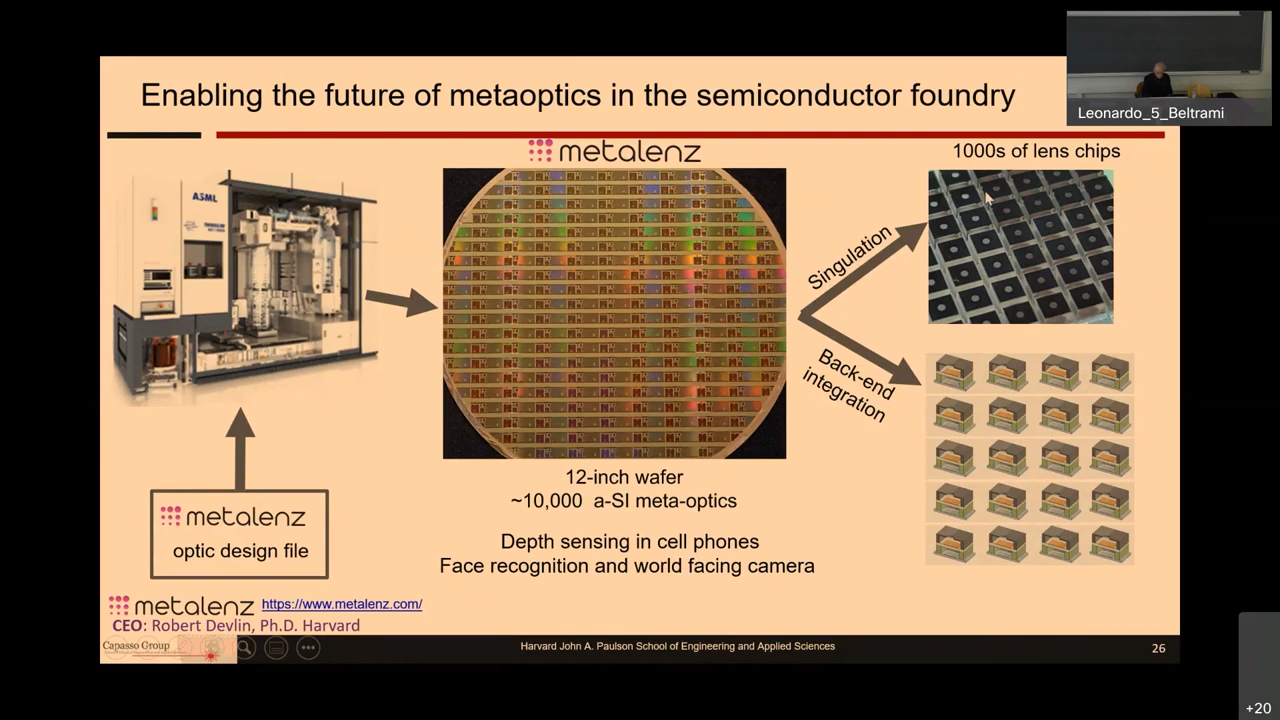 Enabling the future of metaoptics in the semiconductor foundry
Leonardo_5_Beltrami
metalenz
1000s of lens chips
ASML
Singulation
Back-end
integration
12-inch wafer
~10,000 a-SI meta-optics
metalenz
optic design file
Depth sensing in cell phones
Face recognition and world facing camera
metalenz https://www.metalenz.com/
CEO: Robert Devlin, Ph.D. Harvard
Capasso Group
Harvard John A. Paulson School of Engineering and Applied Sciences
26
+20